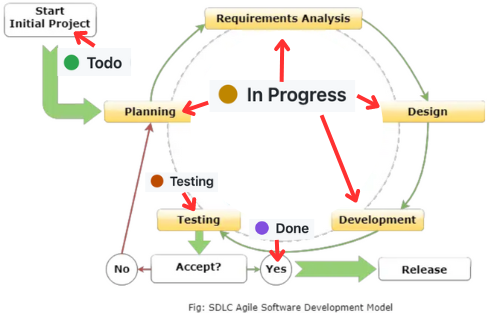 Start
Initial Project
Requirements Analysis
Todo
In Progress
Planning
Design
Testing
Testing
Development
Done
No
Accept?
Yes
Release
Fig: SDLC Agile Software Development Model